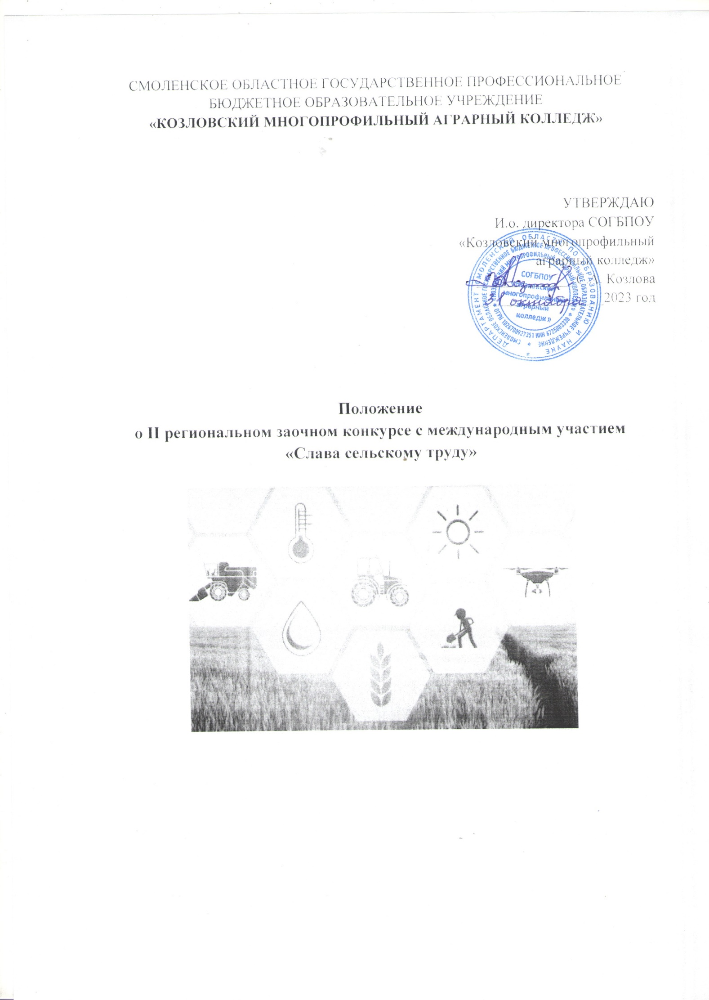 СМОЛЕНСКОЕ ОБЛАСТНОЕ ГОСУДАРСТВЕННОЕ ПРОФЕССИОНАЛЬНОЕ
БЮДЖЕТНОЕ ОБРАЗОВАТЕЛЬНОЕ УЧРЕЖДЕНИЕ
«КОЗЛОВСКИЙ МНОГОПРОФИЛЬНЫЙ АГРАРНЫЙ КОЛЛЕДЖ»
УТВЕРЖДАЮ
И.о. директора СОГБПОУ
«Козловский многопрофильный
аграрный колледж»
А. Козлова
31 октября 2023 год
ДЕПАРТАМЕНТ СМОЛЕНСКОЙ ОБЛАСТИ ПО ОБРАЗОВАНИЮ И НАУКЕ *
СМОЛЕНСКОЕ ОБЛАСТНОЕ ГОСУДАРСТВЕННОЕ БЮДЖЕТНОЕ ПРОФЕССИОНАЛЬНОЕ ОБРАЗОВАТЕЛЬНОЕ УЧРЕЖДЕНИЕ *
МНОГОПРОФИЛЬНЫЙ АГРАРНЫЙ КОЛЛЕДЖ» * ОГРН 1026700927351 ИНН 6725003330 *
СОГБПОУ
«Козловский
многопрофильный
аграрный
колледж»
Положение
о II региональном заочном конкурсе с международным участием
«Слава сельскому труду»